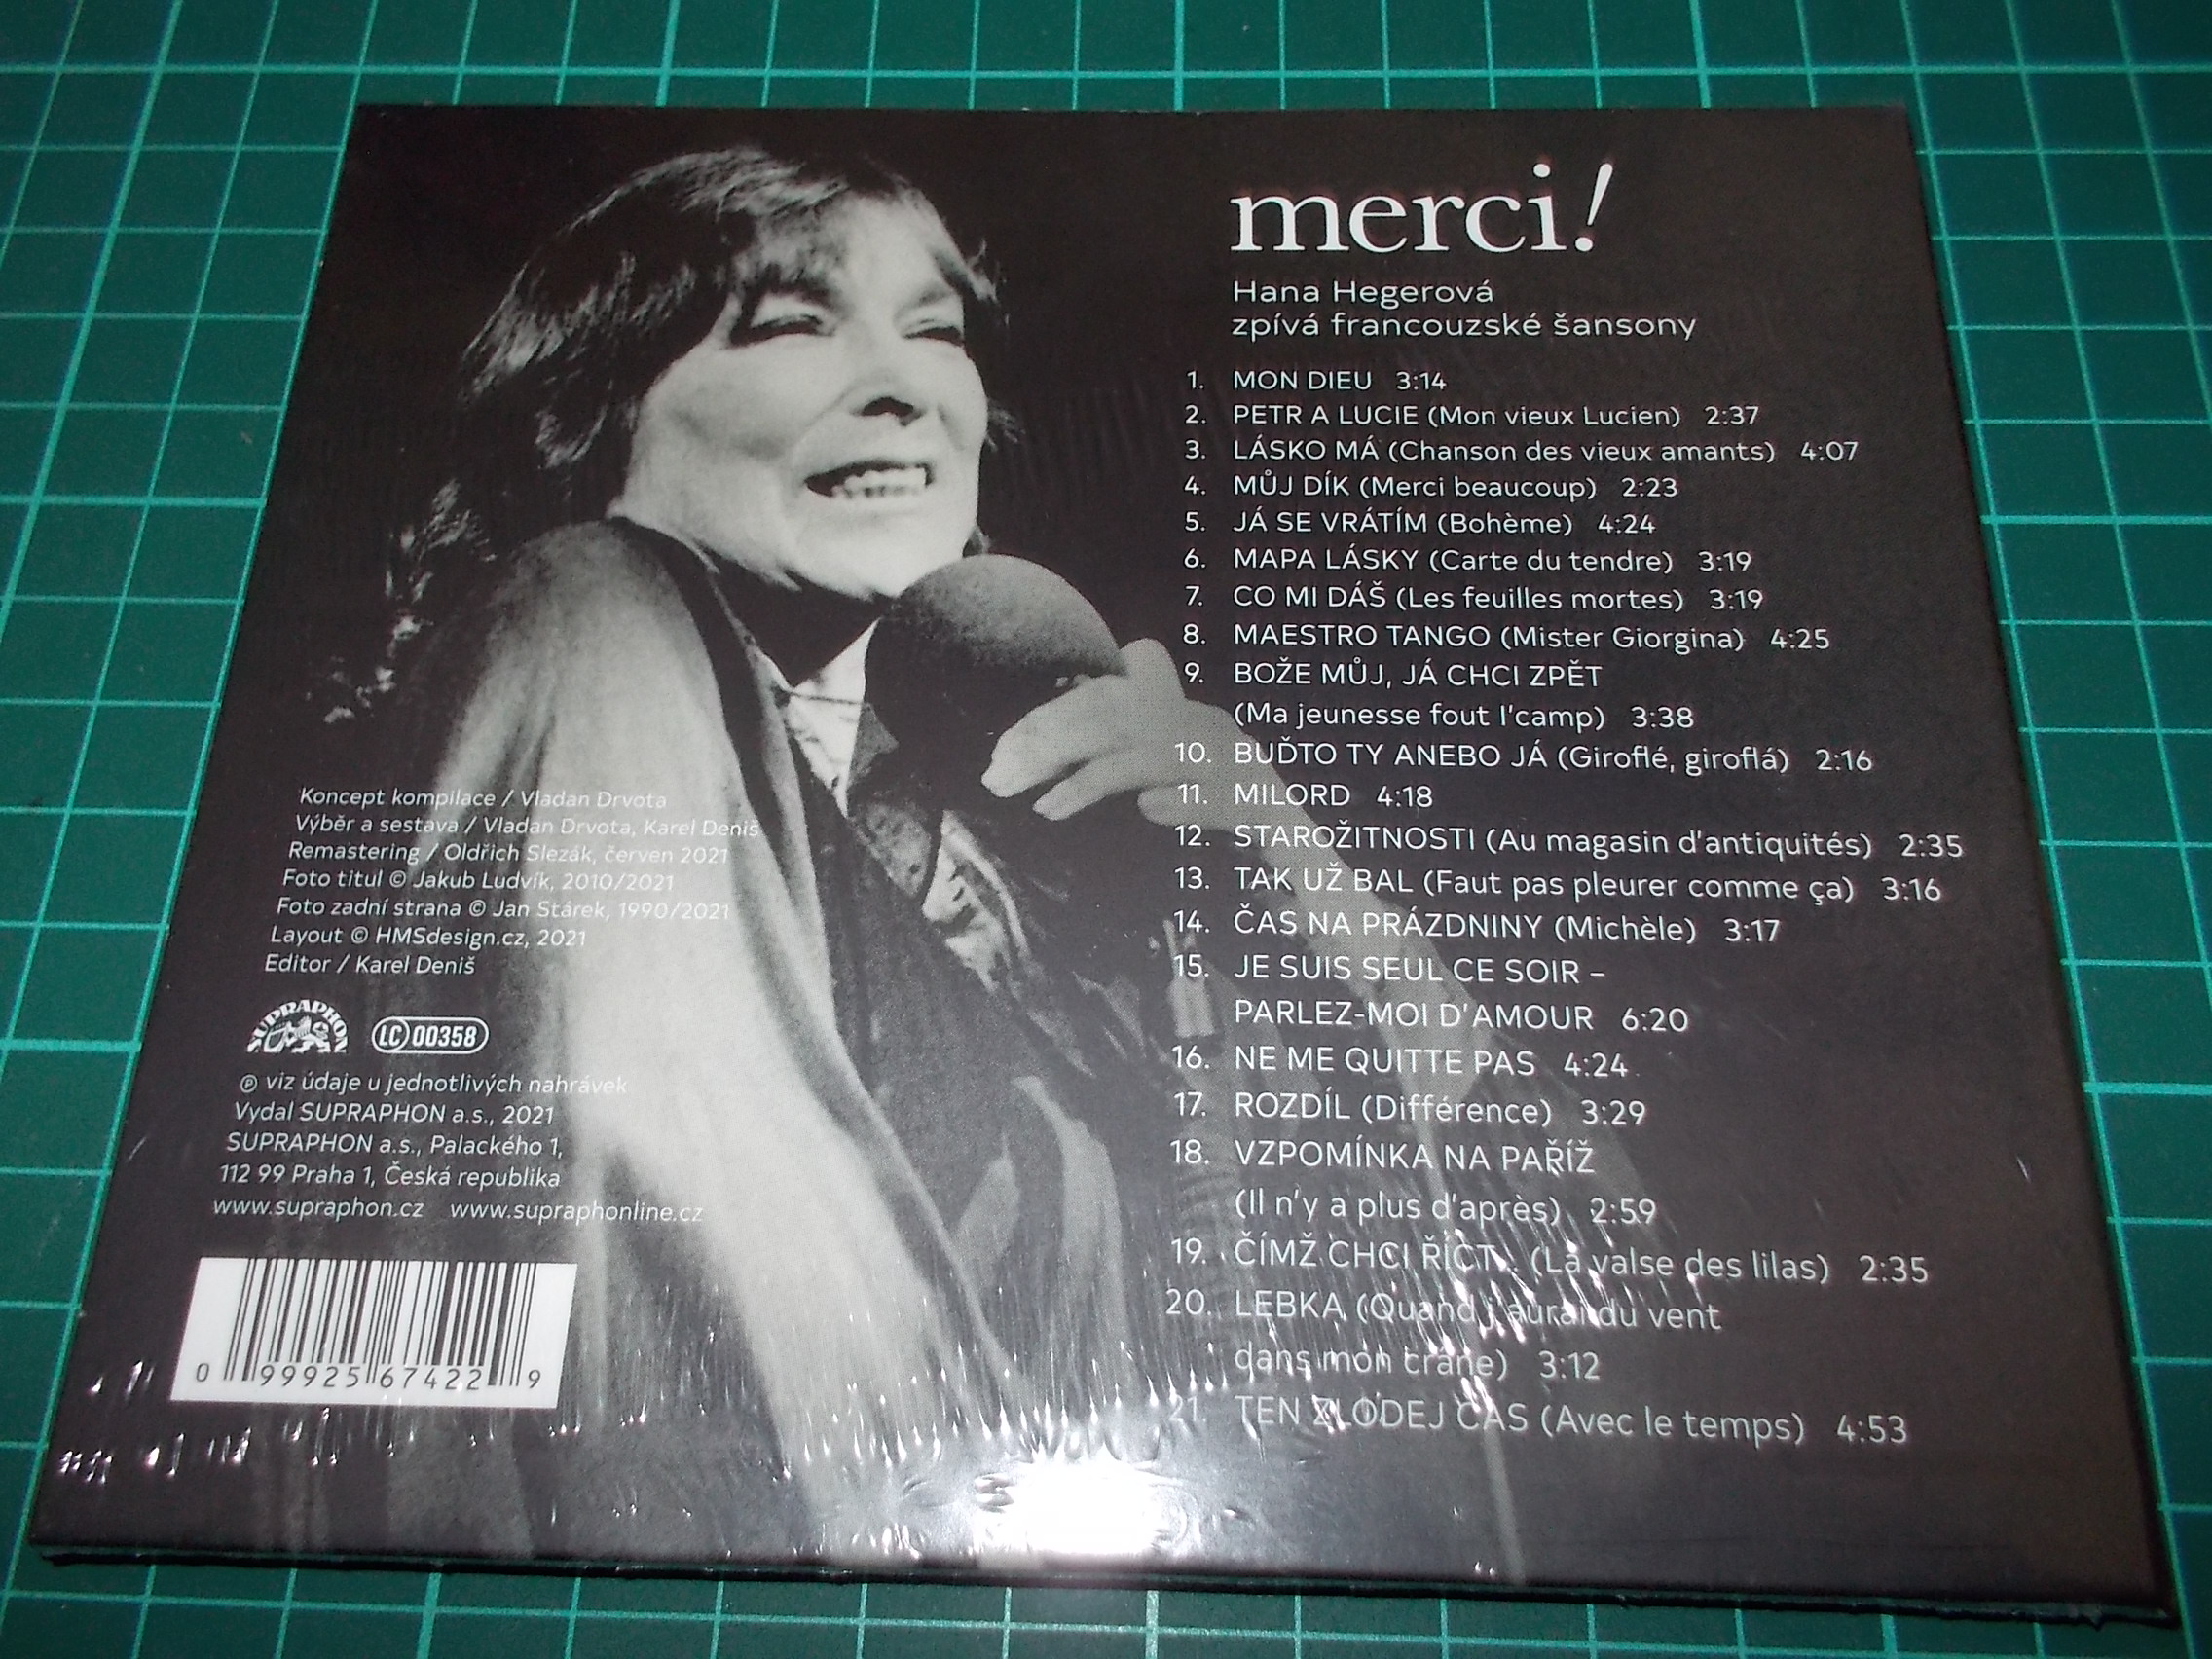 merci!
Hana Hegerová
zpívá francouzské šansony
1. MON DIEU 3:14
2. PETR A LUCIE (Mon vieux Lucien) 2:37
3. LÁSKO MÁ (Chanson des vieux amants) 4:07
4. MŮJ DÍK (Merci beaucoup) 2:23
5. JÁ SE VRÁTÍM (Bohème) 4:24
6. MAPA LÁSKY (Carte du tendre) 3:19
7. CO MI DÁŠ (Les feuilles mortes) 3:19
8. MAESTRO TANGO (Mister Giorgina) 4:25
9. BOŽE MŮJ, JÁ CHCI ZPĚT
(Ma jeunesse fout l'camp) 3:38
10. BUĎTO TY ANEBO JÁ (Giroflé, giroflá) 2:16
11. MILORD 4:18
12. STAROŽITNOSTI (Au magasin d'antiquités) 2:35
13. TAK UŽ BAL (Faut pas pleurer comme ça) 3:16
14. ČAS NA PRÁZDNINY (Michèle) 3:17
15. JE SUIS SEUL CE SOIR –
PARLEZ-MOI D'AMOUR 6:20
16. NE ME QUITTE PAS 4:24
17. ROZDÍL (Différence) 3:29
18. VZPOMÍNKA NA PAŘÍŽ
(Il n'y a plus d'après) 2:59
19. ČÍMŽ CHCI ŘÍCT... (La valse des lilas) 2:35
20. LEBKA (Quand j'aurai du vent
dans mon crâne) 3:12
21. TEN ZLODEJ ČAS (Avec le temps) 4:53
Koncept kompilace / Vladan Drvota
Výběr a sestava / Vladan Drvota, Karel Deniš
Remastering / Oldřich Slezák, červen 2021
Foto titul © Jakub Ludvík, 2010/2021
Foto zadní strana © Jan Stárek, 1990/2021
Layout © HMSdesign.cz, 2021
Editor / Karel Deniš
SUPRAPHON
LC 00358
℗ viz údaje u jednotlivých nahrávek
Vydal SUPRAPHON a.s., 2021
SUPRAPHON a.s., Palackého 1,
112 99 Praha 1, Česká republika
www.supraphon.cz www.supraphonline.cz
0 99925 67422 9